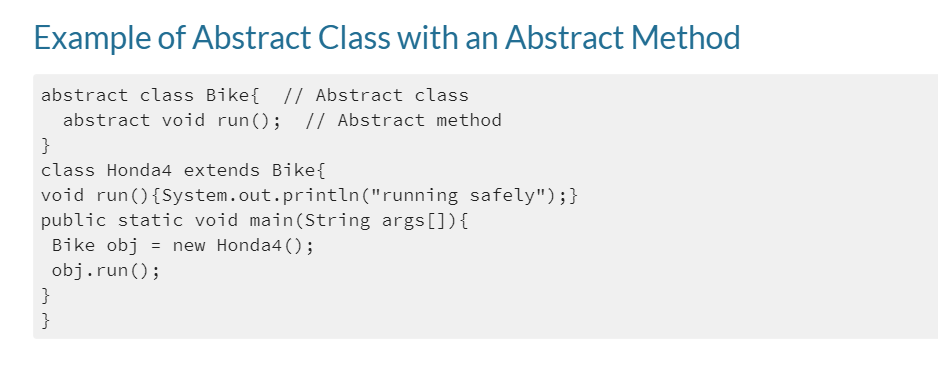 Example of Abstract Class with an Abstract Method
abstract class Bike{  // Abstract class
  abstract void run();  // Abstract method
}
class Honda4 extends Bike{
void run(){System.out.println("running safely");}
public static void main(String args[]){
 Bike obj = new Honda4();
 obj.run();
}
}